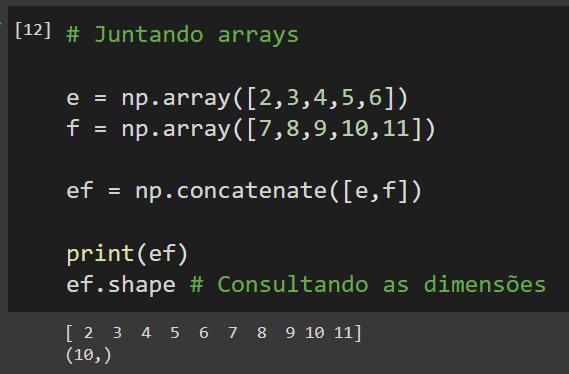 [12] # Juntando arrays
e = np.array([2,3,4,5,6])
f = np.array([7,8,9,10,11])
ef = np.concatenate([e,f])
print(ef)
ef.shape # Consultando as dimensões
[ 2  3  4  5  6  7  8  9 10 11]
(10,)